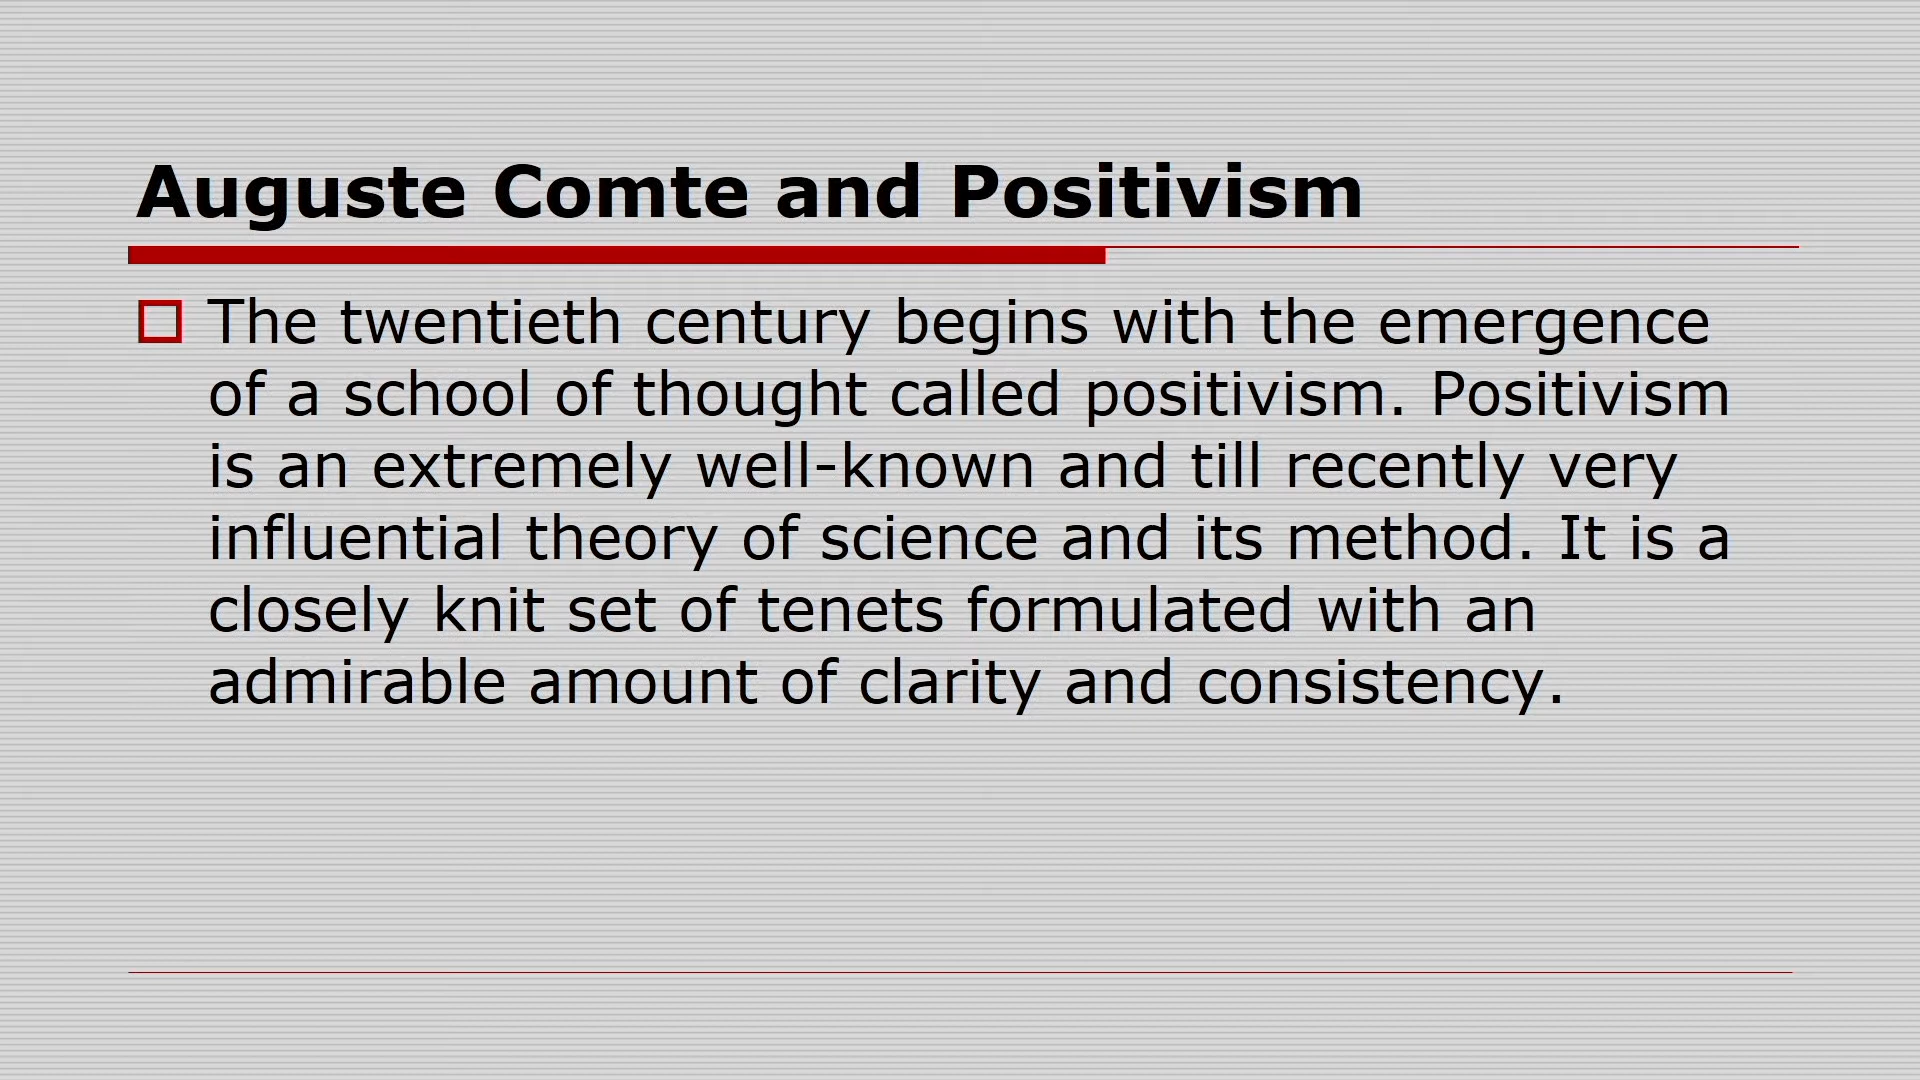 Auguste Comte and Positivism
The twentieth century begins with the emergence
of a school of thought called positivism. Positivism
is an extremely well-known and till recently very
influential theory of science and its method. It is a
closely knit set of tenets formulated with an
admirable amount of clarity and consistency.